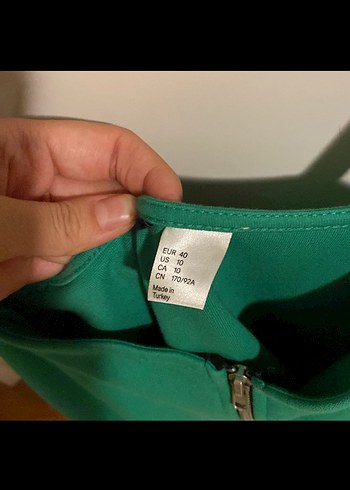 EUR 40
US 10
CA 10
CN 170/92A
Made in
Turkey